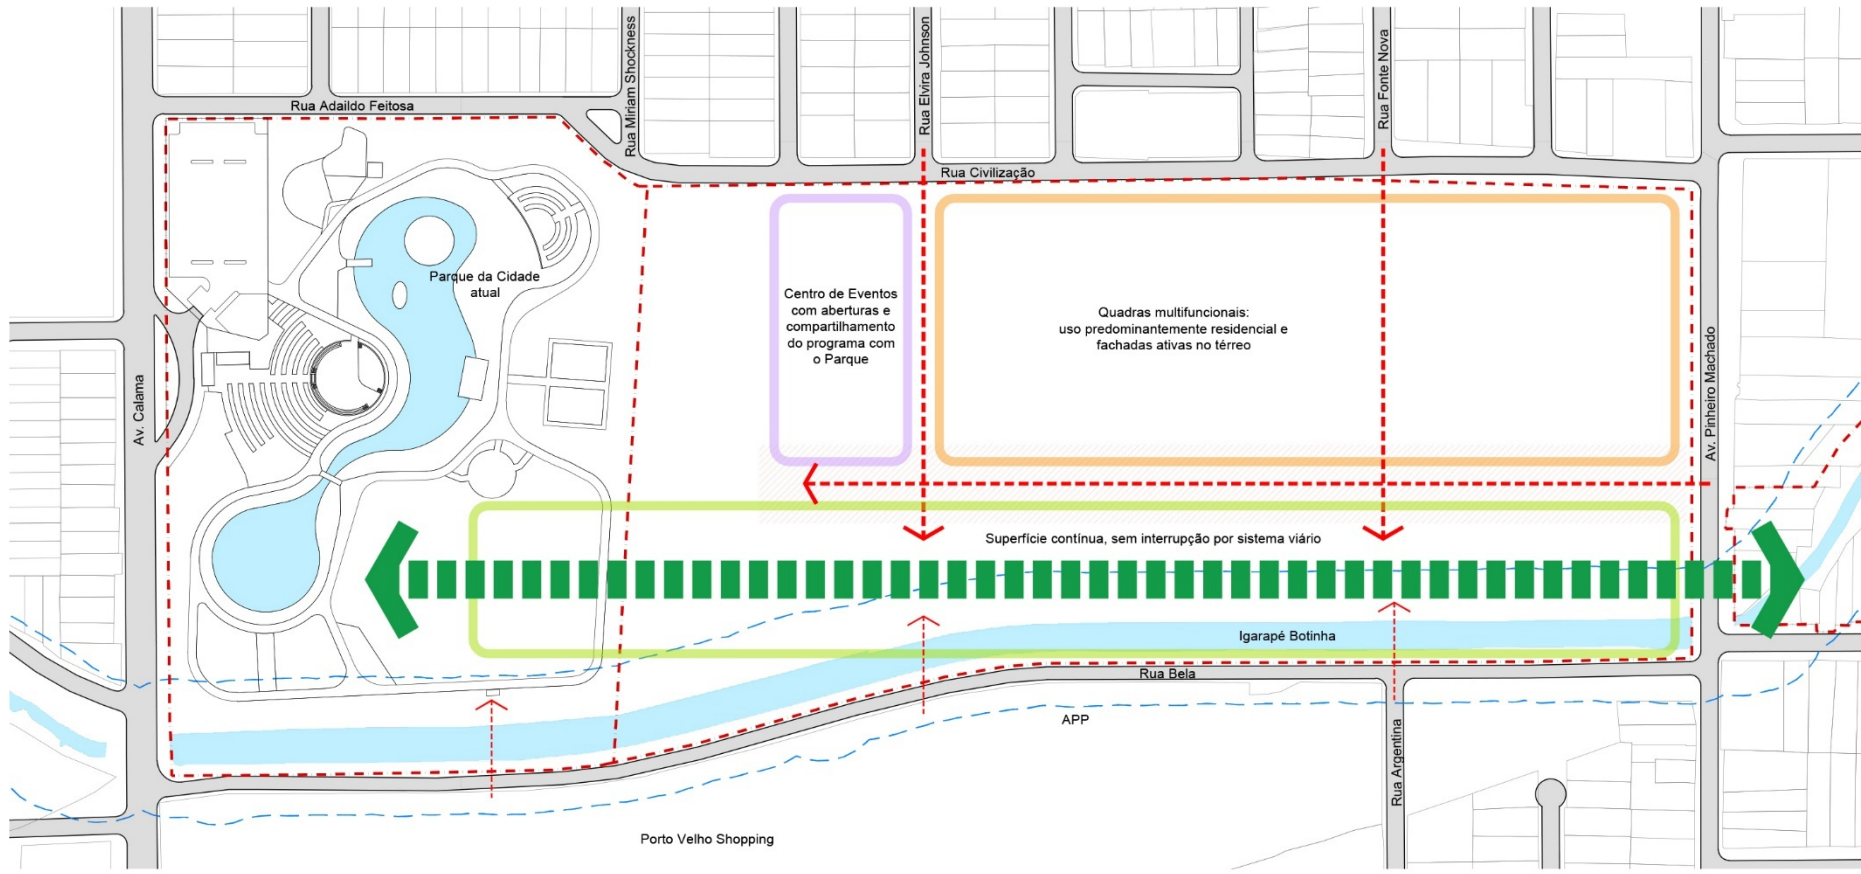 Rua Adaildo Feitosa
Rua Miriam Shockness
Rua Elvira Johnson
Rua Fonte Nova
Rua Civilização
Parque da Cidade
atual
Centro de Eventos
com aberturas e
compartilhamento
do programa com
o Parque
Quadras multifuncionais:
uso predominantemente residencial e
fachadas ativas no térreo
Av. Calama
Av. Pinheiro Machado
Superfície contínua, sem interrupção por sistema viário
Igarapé Botinha
Rua Bela
APP
Rua Argentina
Porto Velho Shopping